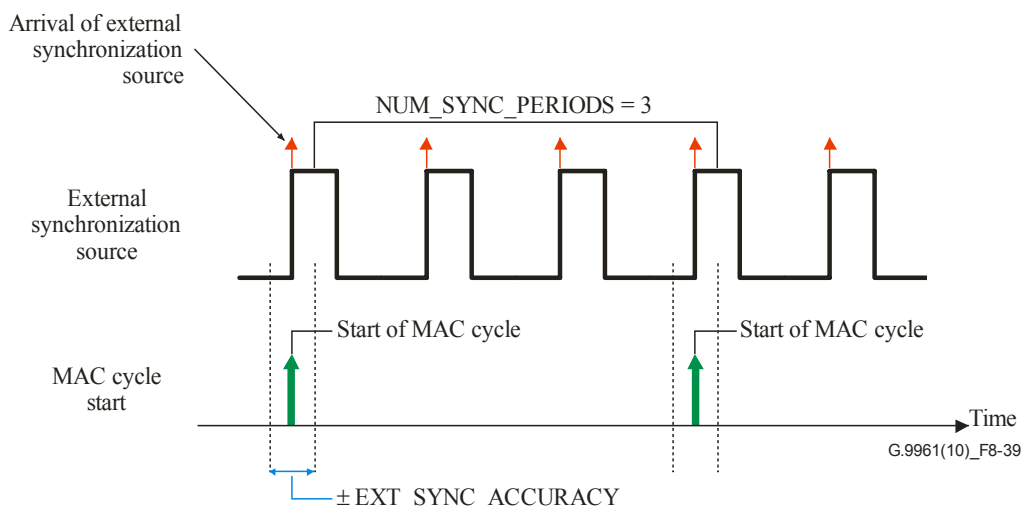 Arrival of external
synchronization
source
NUM_SYNC_PERIODS = 3
External
synchronization
source
Start of MAC cycle
Start of MAC cycle
MAC cycle
start
Time
G.9961(10)_F8-39
± EXT_SYNC_ACCURACY